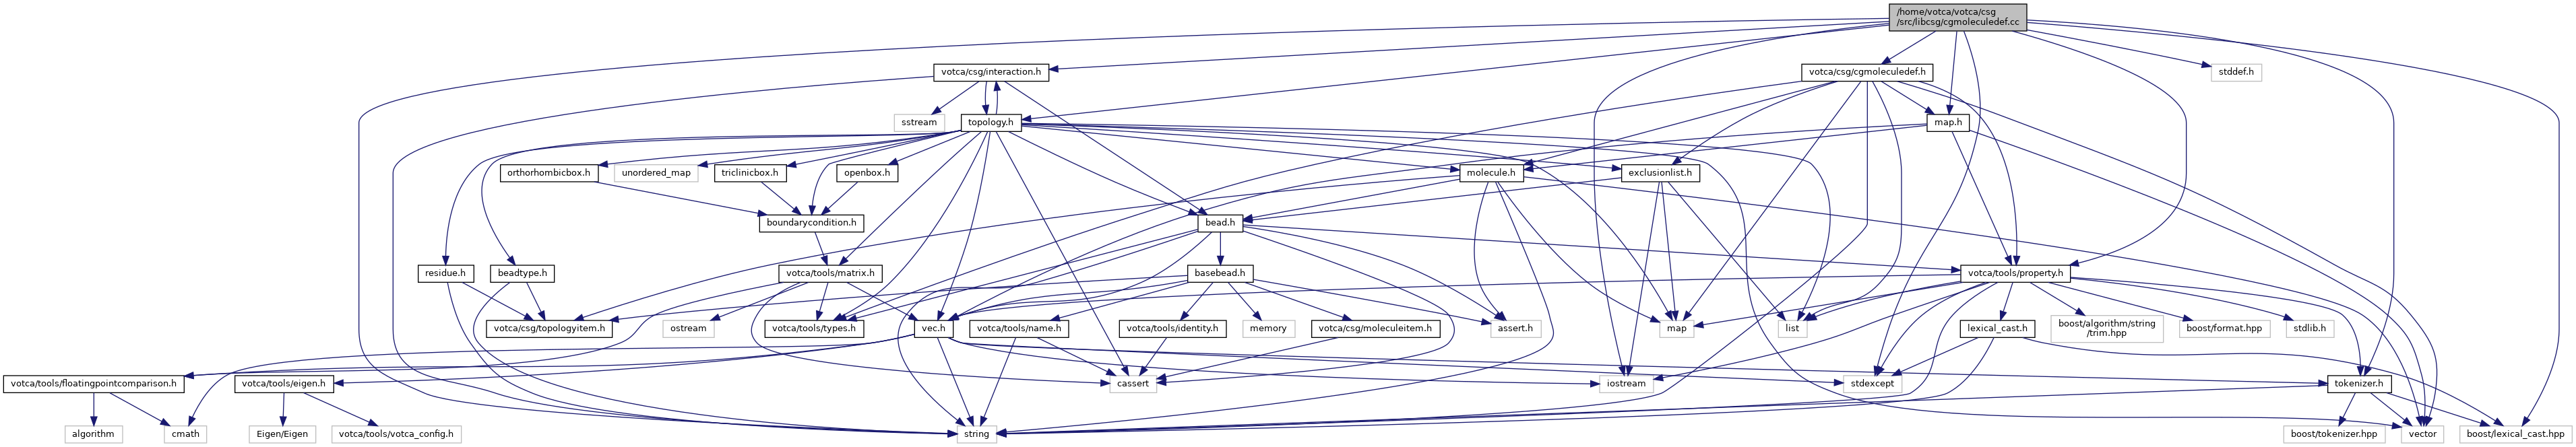 /home/votca/votca/csg
/src/libcsg/cgmoleculedef.cc
votca/csg/interaction.h
votca/csg/cgmoleculedef.h
stddef.h
sstream
topology.h
map.h
orthorhombicbox.h
unordered_map
triclinicbox.h
openbox.h
molecule.h
exclusionlist.h
boundarycondition.h
bead.h
residue.h
beadtype.h
votca/tools/matrix.h
basebead.h
votca/tools/property.h
votca/csg/topologyitem.h
ostream
votca/tools/types.h
vec.h
votca/tools/name.h
votca/tools/identity.h
memory
votca/csg/moleculeitem.h
assert.h
map
list
lexical_cast.h
boost/algorithm/string
/trim.hpp
boost/format.hpp
stdlib.h
votca/tools/floatingpointcomparison.h
votca/tools/eigen.h
cassert
iostream
stdexcept
tokenizer.h
algorithm
cmath
Eigen/Eigen
votca/tools/votca_config.h
string
boost/tokenizer.hpp
vector
boost/lexical_cast.hpp